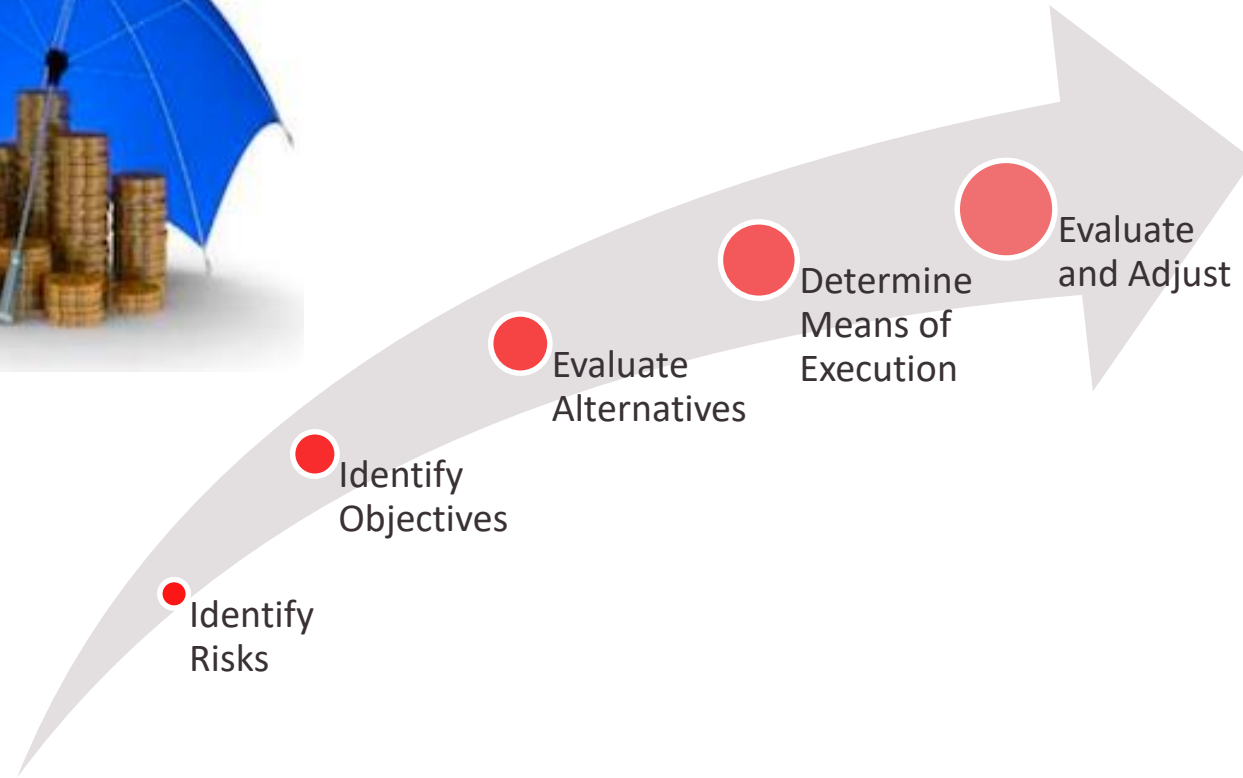 Identify
Risks
Identify
Objectives
Evaluate
Alternatives
Determine
Means of
Execution
Evaluate
and Adjust